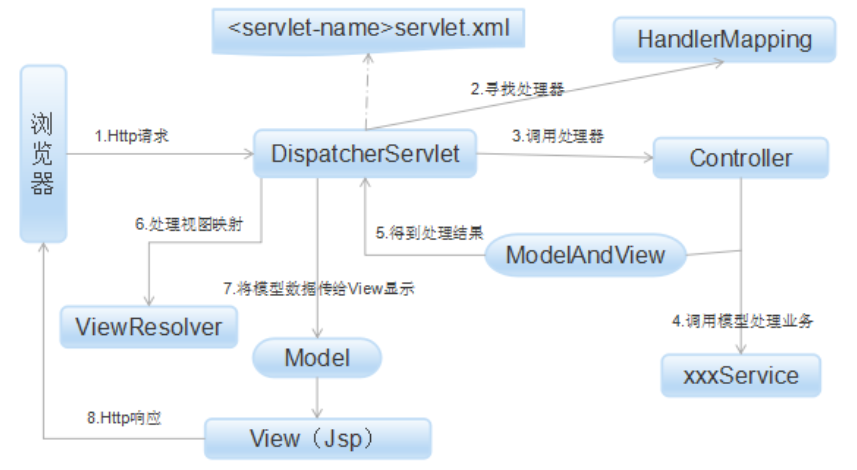 <servlet-name>servlet.xml
HandlerMapping
2.寻找处理器
浏览器
1.Http请求
DispatcherServlet
3.调用处理器
Controller
6.处理视图映射
5.得到处理结果
ModelAndView
7.将模型数据传给View显示
ViewResolver
4.调用模型处理业务
Model
xxxService
8.Http响应
View（Jsp）